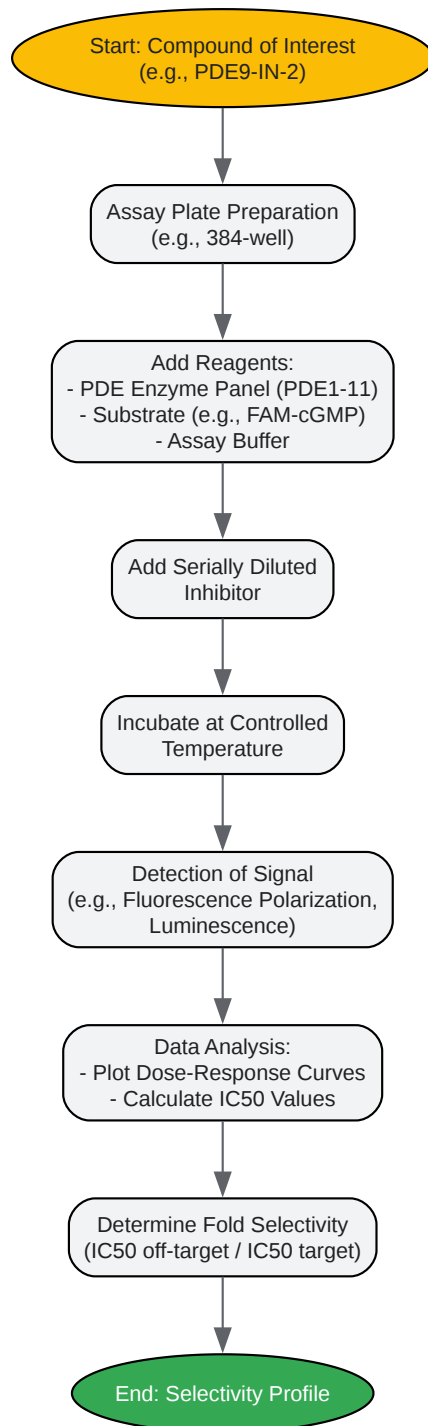 Start: Compound of Interest
(e.g., PDE9-IN-2)
Assay Plate Preparation
(e.g., 384-well)
Add Reagents:
- PDE Enzyme Panel (PDE1-11)
- Substrate (e.g., FAM-cGMP)
- Assay Buffer
Add Serially Diluted
Inhibitor
Incubate at Controlled
Temperature
Detection of Signal
(e.g., Fluorescence Polarization,
Luminescence)
Data Analysis:
- Plot Dose-Response Curves
- Calculate IC50 Values
Determine Fold Selectivity
(IC50 off-target / IC50 target)
End: Selectivity Profile